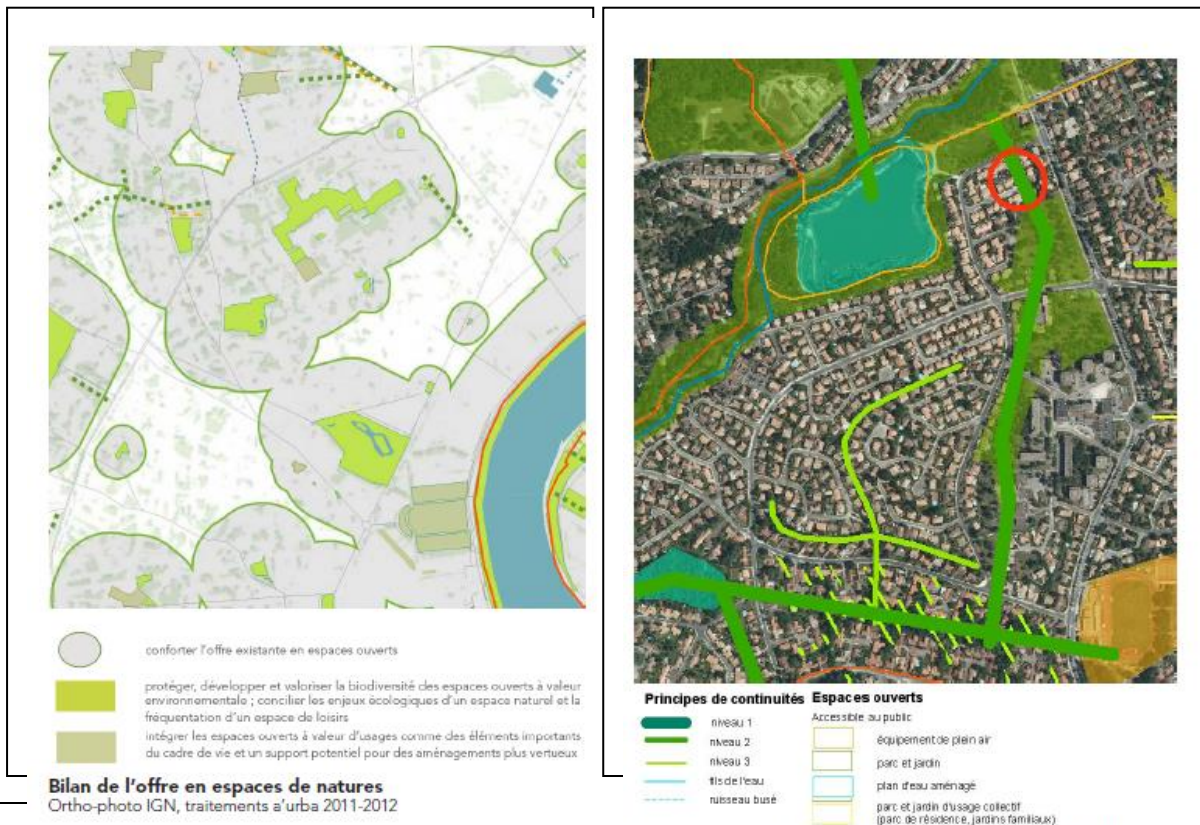 conforter l'offre existante en espaces ouverts
protéger, développer et valoriser la biodiversité des espaces ouverts à valeur
environnementale ; concilier les enjeux écologiques d'un espace naturel et la
fréquentation d'un espace de loisirs
intégrer les espaces ouverts à valeur d'usages comme des éléments importants
du cadre de vie et un support potentiel pour des aménagements plus vertueux
Bilan de l'offre en espaces de natures
Ortho-photo IGN, traitements a'urba 2011-2012
Principes de continuités
niveau 1
niveau 2
niveau 3
fils de l'eau
ruisseau busé
Espaces ouverts
Accessible au public
équipement de plein air
parc et jardin
plan d'eau aménagé
parc et jardin d'usage collectif
(parc de résidence, jardins familiaux)